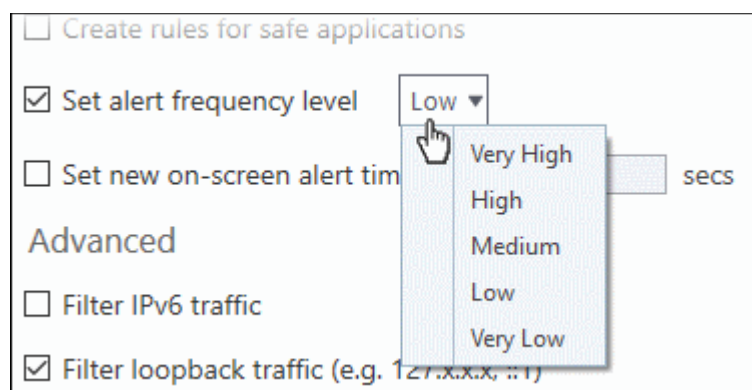 Create rules for safe applications
Set alert frequency level Low
Set new on-screen alert tim secs
Very High
High
Medium
Low
Very Low
Advanced
Filter IPv6 traffic
Filter loopback traffic (e.g. 127.x.x.x, ::1)